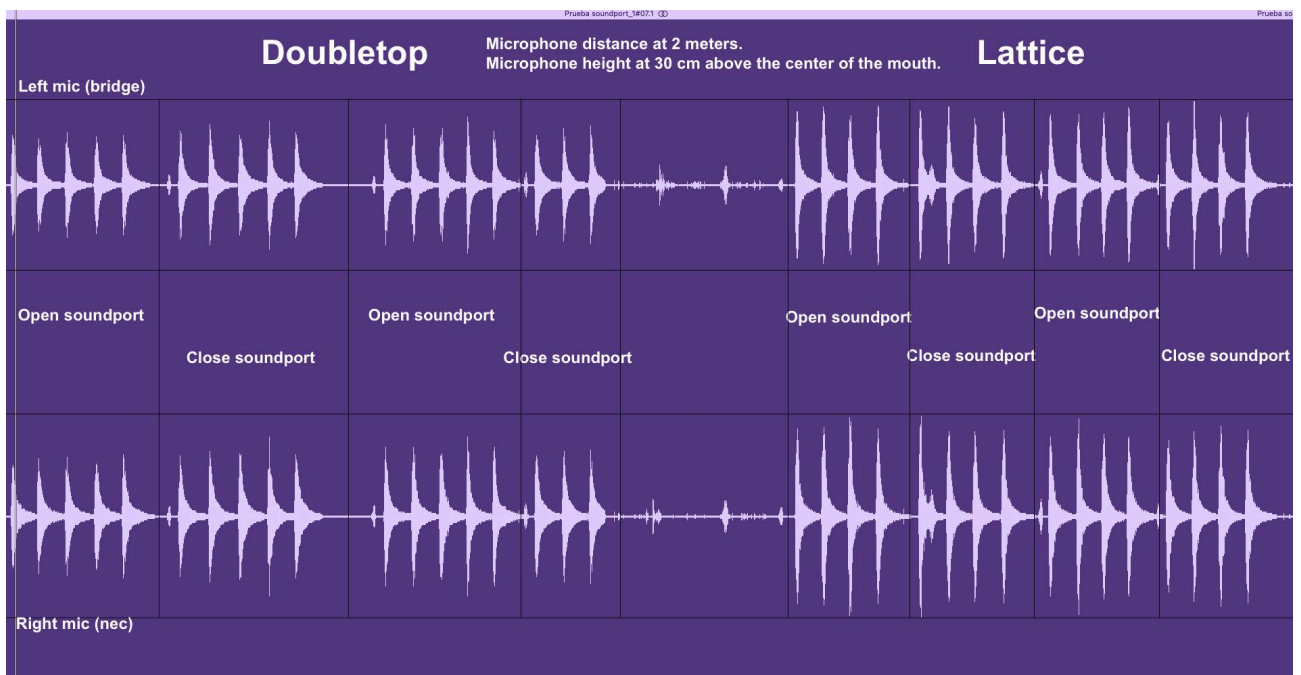 Prueba soundport_1#07.1
Prueba so
Doubletop
Microphone distance at 2 meters.
Microphone height at 30 cm above the center of the mouth.
Lattice
Left mic (bridge)
Open soundport
Close soundport
Open soundport
Close soundport
Open soundport
Close soundport
Open soundport
Close soundport
Right mic (nec)